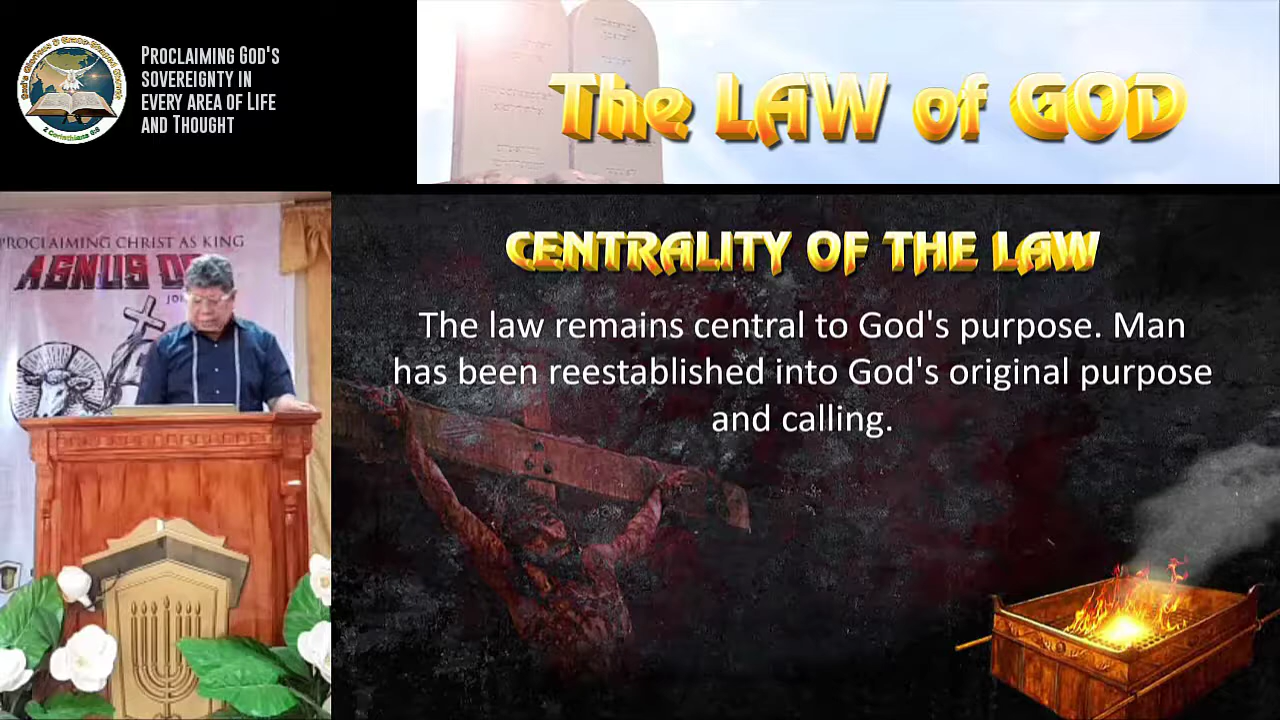 PROCLAIMING GOD'S
SOVEREIGNTY IN
EVERY AREA OF LIFE
AND THOUGHT
2 Corinthians
The LAW of GOD
PROCLAIMING CHRIST AS KING
AGNUS
CENTRALITY OF THE LAW
The law remains central to God's purpose. Man
has been reestablished into God's original purpose
and calling.